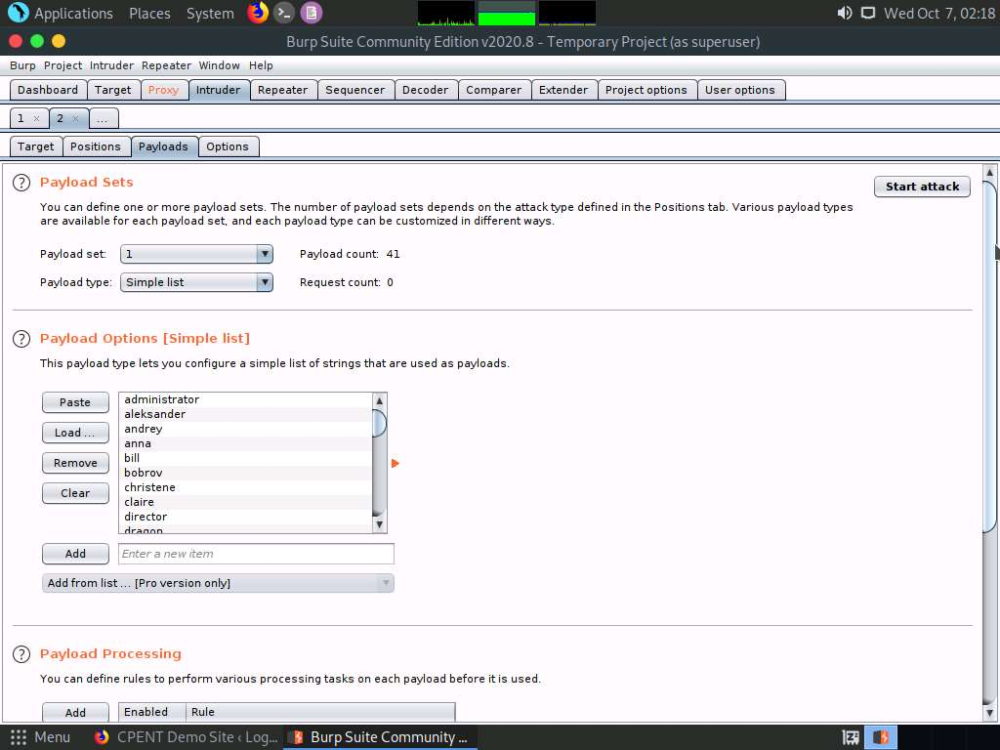 Applications Places System Wed Oct 7, 02:18
Burp Suite Community Edition v2020.8 - Temporary Project (as superuser)
Burp Project Intruder Repeater Window Help
Dashboard Target Proxy Intruder Repeater Sequencer Decoder Comparer Extender Project options User options
1 × 2 × ...
Target Positions Payloads Options
? Payload Sets Start attack
You can define one or more payload sets. The number of payload sets depends on the attack type defined in the Positions tab. Various payload types
are available for each payload set, and each payload type can be customized in different ways.
Payload set: 1 Payload count: 41
Payload type: Simple list Request count: 0
? Payload Options [Simple list]
This payload type lets you configure a simple list of strings that are used as payloads.
Paste
Load ...
Remove
Clear
administrator
aleksander
andrey
anna
bill
bobrov
christene
claire
director
dragon
Add Enter a new item
Add from list ... [Pro version only]
? Payload Processing
You can define rules to perform various processing tasks on each payload before it is used.
Add Enabled Rule
Menu CPENT Demo Site ‹ Log... Burp Suite Community ...